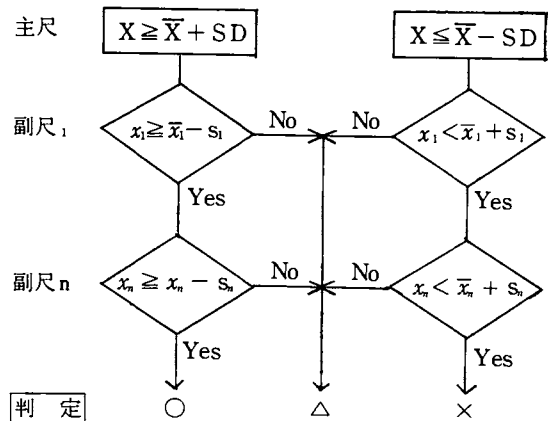 主尺 X≧X̅+SD X≦X̅-SD
副尺₁ x₁≧x̅₁-s₁ No No x₁<x̅₁+s₁
Yes Yes
副尺n xₙ≧xₙ-sₙ No No xₙ<x̅ₙ+sₙ
Yes Yes
判 定 ○ △ ×